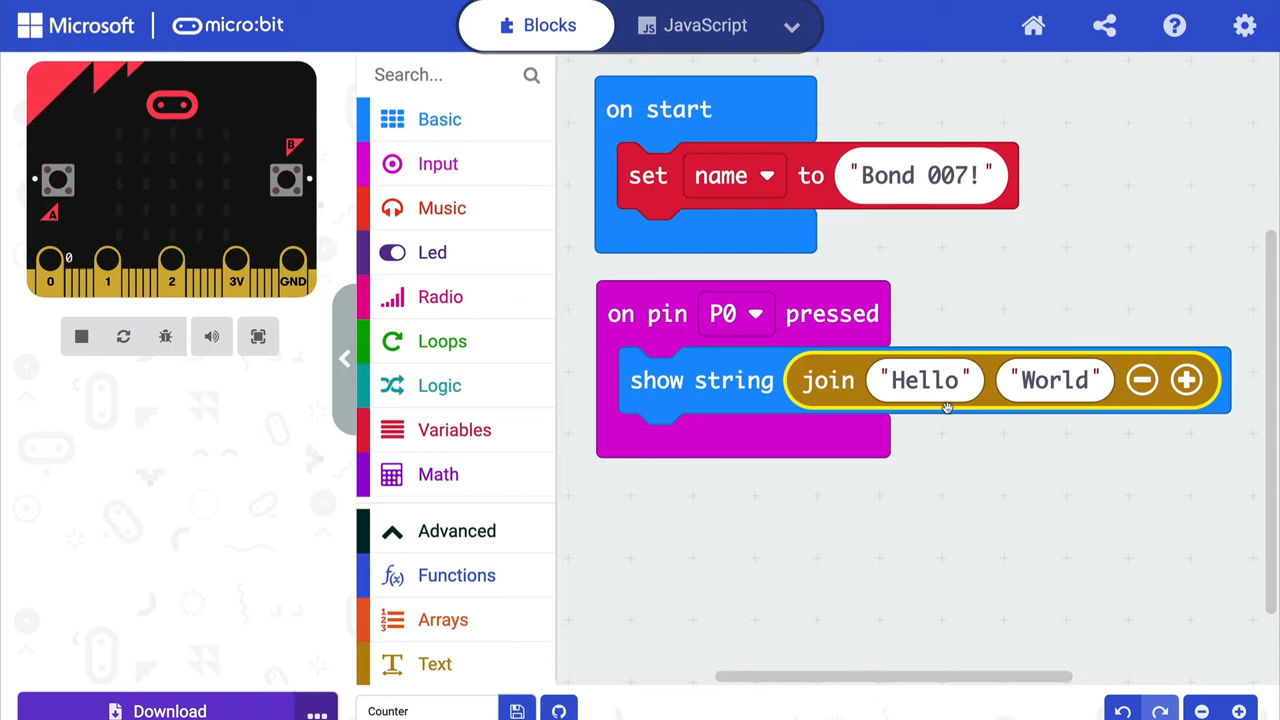 Microsoft
micro:bit
Blocks
JavaScript
Search...
Basic
Input
Music
Led
Radio
Loops
Logic
Variables
Math
Advanced
Functions
Arrays
Text
B
A
0
0 1 2 3V GND
Download
...
Counter
on start
set name to "Bond 007!"
on pin P0 pressed
show string join "Hello" "World"